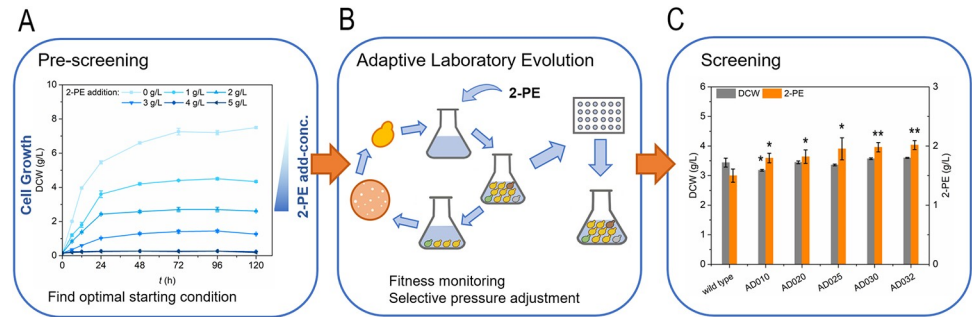 A
B
C
Pre-screening
Adaptive Laboratory Evolution
Screening
2-PE addition: 0 g/L 1 g/L 2 g/L
3 g/L 4 g/L 5 g/L
Cell Growth
DOW (g/L)
10
8
6
4
2
0
0 24 48 72 96 120
t (h)
2-PE add-conc.
Find optimal starting condition
2-PE
Fitness monitoring
Selective pressure adjustment
DCW 2-PE
DCW (g/L)
6
5
4
3
2
1
0
2-PE (g/L)
3
2
1
1
0
* * * * ** **
wild type AD010 AD020 AD025 AD030 AD032